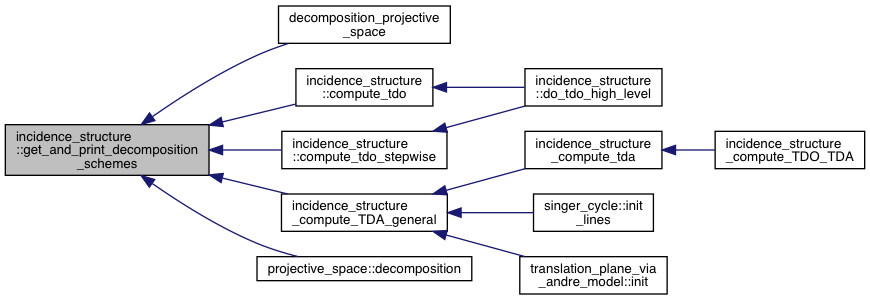 decomposition_projective
_space
incidence_structure
::compute_tdo
incidence_structure
::do_tdo_high_level
incidence_structure
::get_and_print_decomposition
_schemes
incidence_structure
::compute_tdo_stepwise
incidence_structure
_compute_tda
incidence_structure
_compute_TDO_TDA
incidence_structure
_compute_TDA_general
singer_cycle::init
_lines
projective_space::decomposition
translation_plane_via
_andre_model::init